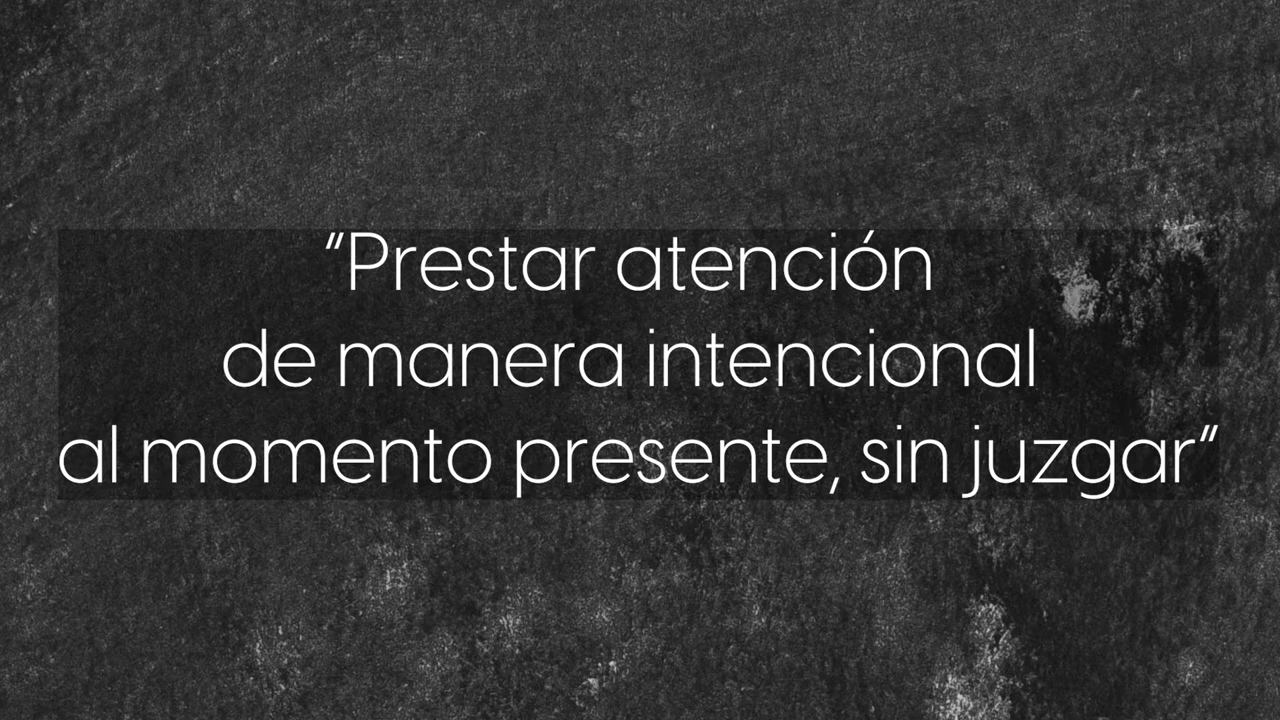 “Prestar atención
de manera intencional
al momento presente, sin juzgar”